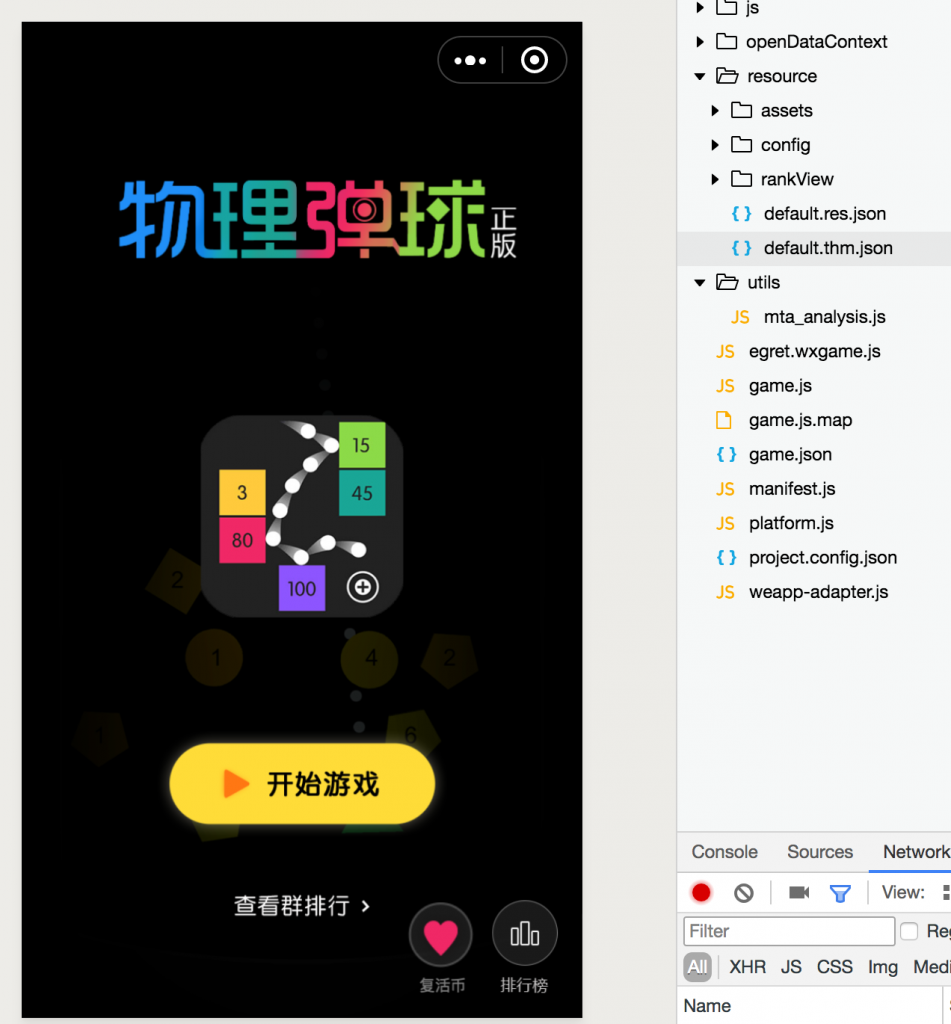 物理弹球正版
15
3
45
80
100
2
1
4
2
1
6
开始游戏
查看群排行 >
复活币
排行榜
js
openDataContext
resource
assets
config
rankView
{ } default.res.json
{ } default.thm.json
utils
JS mta_analysis.js
JS egret.wxgame.js
JS game.js
game.js.map
{ } game.json
JS manifest.js
JS platform.js
{ } project.config.json
JS weapp-adapter.js
Console Sources Network
View:
Filter Reg
All XHR JS CSS Img Medi
Name